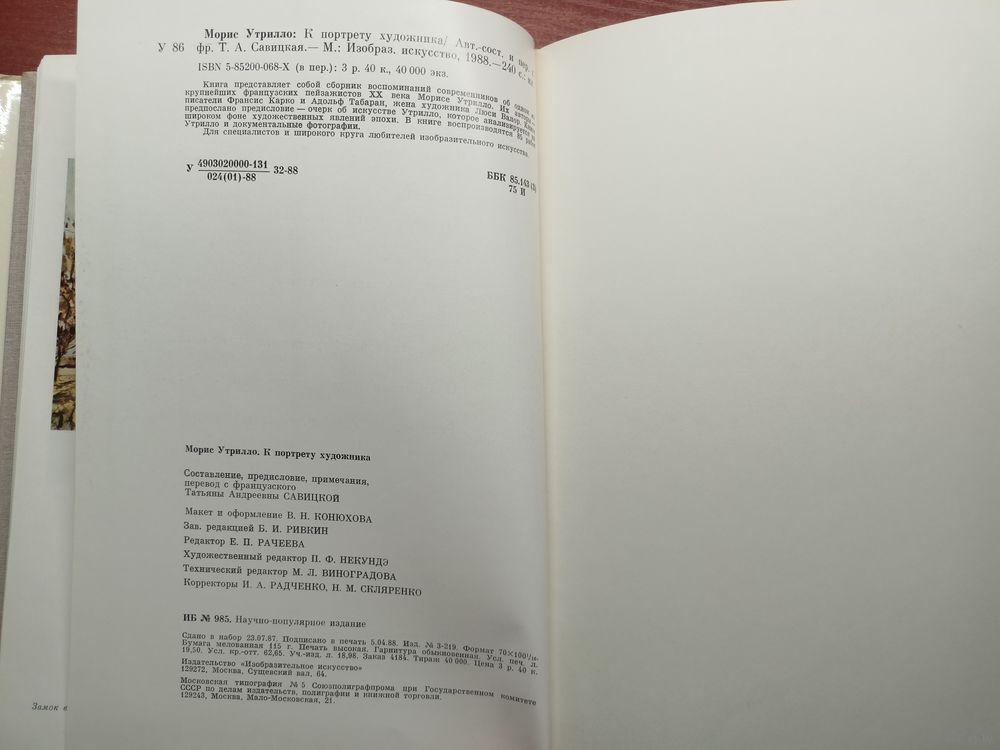 Морис Утрилло: К портрету художника/ Авт.-сост. и пер. с
У 86 фр. Т. А. Савицкая.— М.: Изобраз. искусство, 1988.—240 с.: ил.
ISBN 5-85200-068-X (в пер.): 3 р. 40 к., 40 000 экз.
Книга представляет собой сборник воспоминаний современников об одном из
крупнейших французских пейзажистов XX века Морисе Утрилло. Их авторы —
писатели Франсис Карко и Адольф Табаран, жена художника Люси Валор. Книге
предпослано предисловие — очерк об искусстве Утрилло, которое анализируется на
широком фоне художественных явлений эпохи. В книге воспроизводятся 85 работ
Утрилло и документальные фотографии.
Для специалистов и широкого круга любителей изобразительного искусства.
У 4903020000-131 32-88
024(01)-88
ББК 85.143(3)
75 И
Морис Утрилло. К портрету художника
Составление, предисловие, примечания,
перевод с французского
Татьяны Андреевны САВИЦКОЙ
Макет и оформление В. Н. КОНЮХОВА
Зав. редакцией Б. И. РИВКИН
Редактор Е. П. РАЧЕЕВА
Художественный редактор П. Ф. НЕКУНДЭ
Технический редактор М. Л. ВИНОГРАДОВА
Корректоры И. А. РАДЧЕНКО, Н. М. СКЛЯРЕНКО
ИБ № 985. Научно-популярное издание
Сдано в набор 23.07.87. Подписано в печать 5.04.88. Изд. № 3-219. Формат 70×100¹/₁₆.
Бумага мелованная 115 г. Печать высокая. Гарнитура обыкновенная. Усл. печ. л.
19,50. Усл. кр.-отт. 62,65. Уч.-изд. л. 18,98. Заказ 4184. Тираж 40 000. Цена 3 р. 40 к.
Издательство «Изобразительное искусство»
129272, Москва, Сущевский вал, 64.
Московская типография № 5 Союзполиграфпрома при Государственном комитете
СССР по делам издательств, полиграфии и книжной торговли.
129243, Москва, Мало-Московская, 21.
Замок в